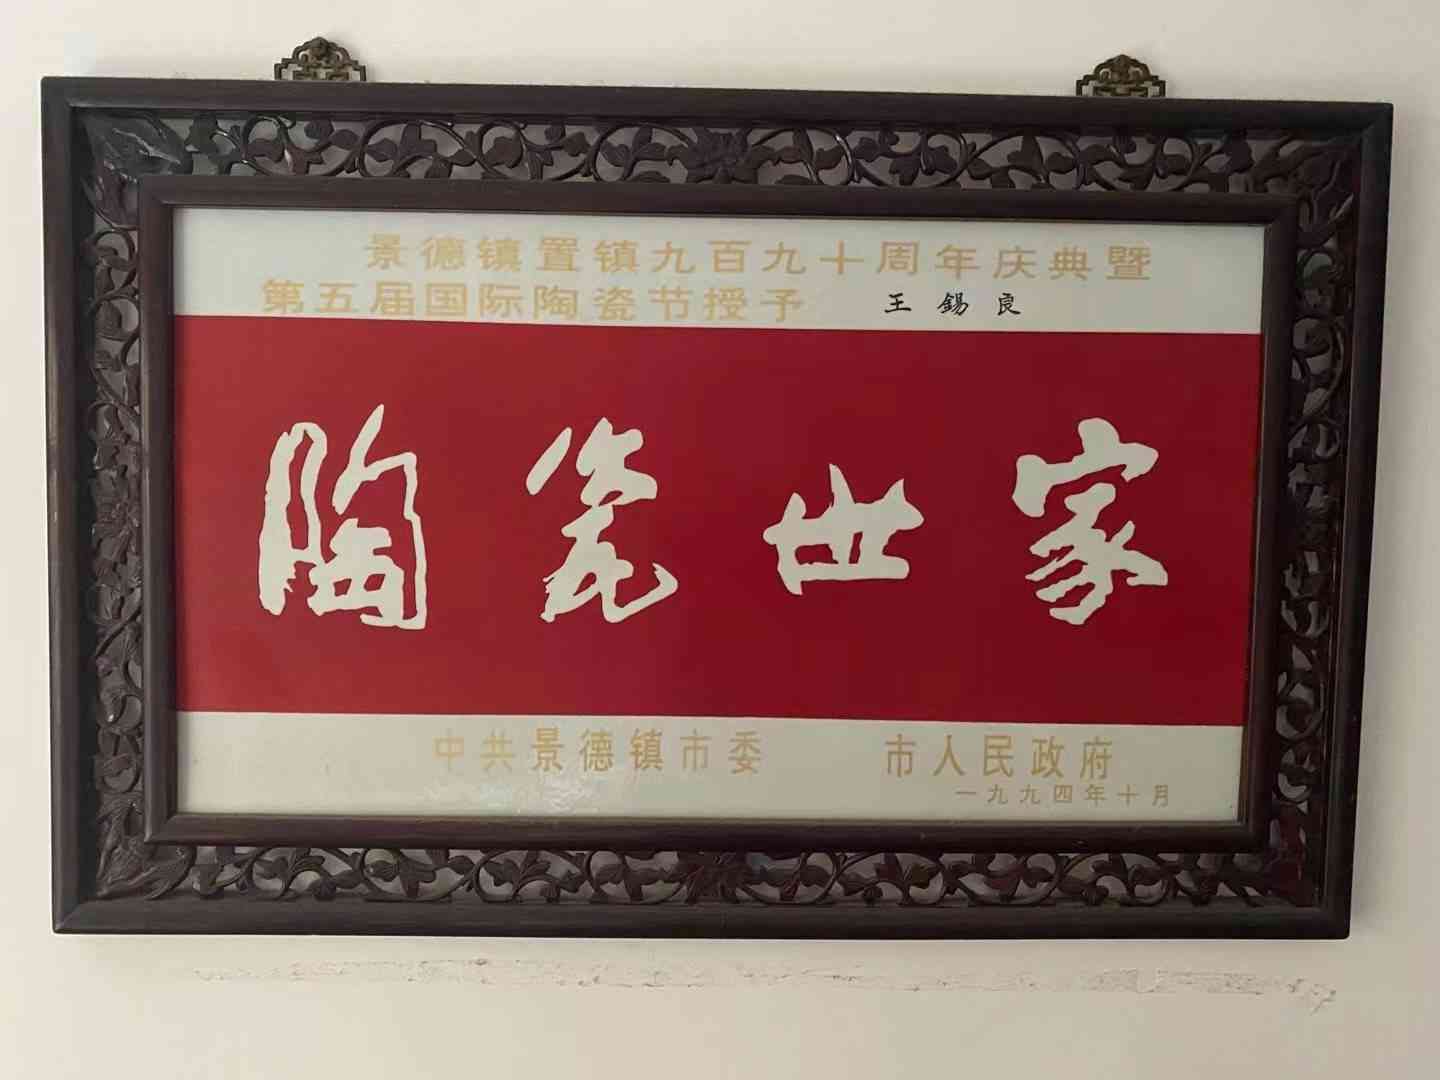 景德镇置镇九百九十周年庆典暨
第五届国际陶瓷节授予 王錫良
陶瓷世家
中共景德镇市委 市人民政府
一九九四年十月